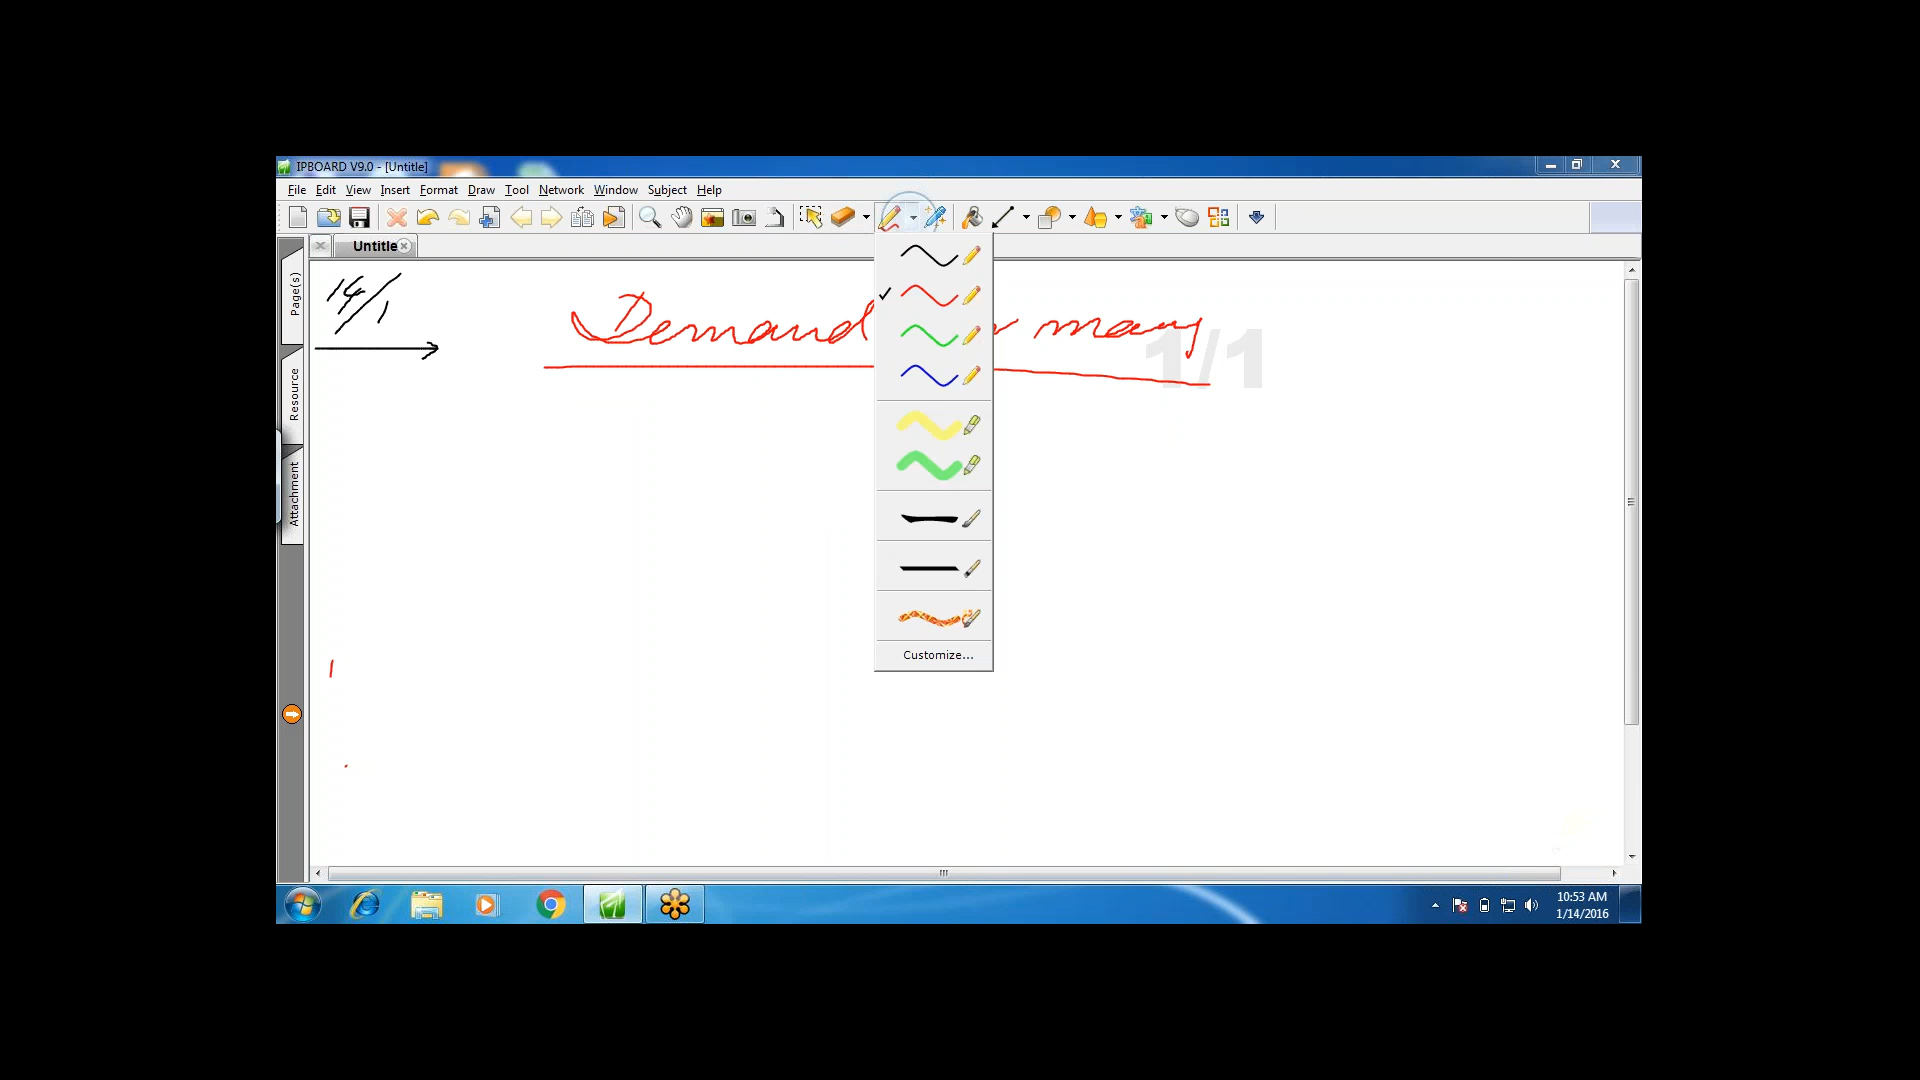 IPBOARD V9.0 - [Untitle]
File Edit View Insert Format Draw Tool Network Window Subject Help
Untitle
Page(s)
Resource
Attachment
14/1
Demand
many
1/1
Customize...
10:53 AM
1/14/2016